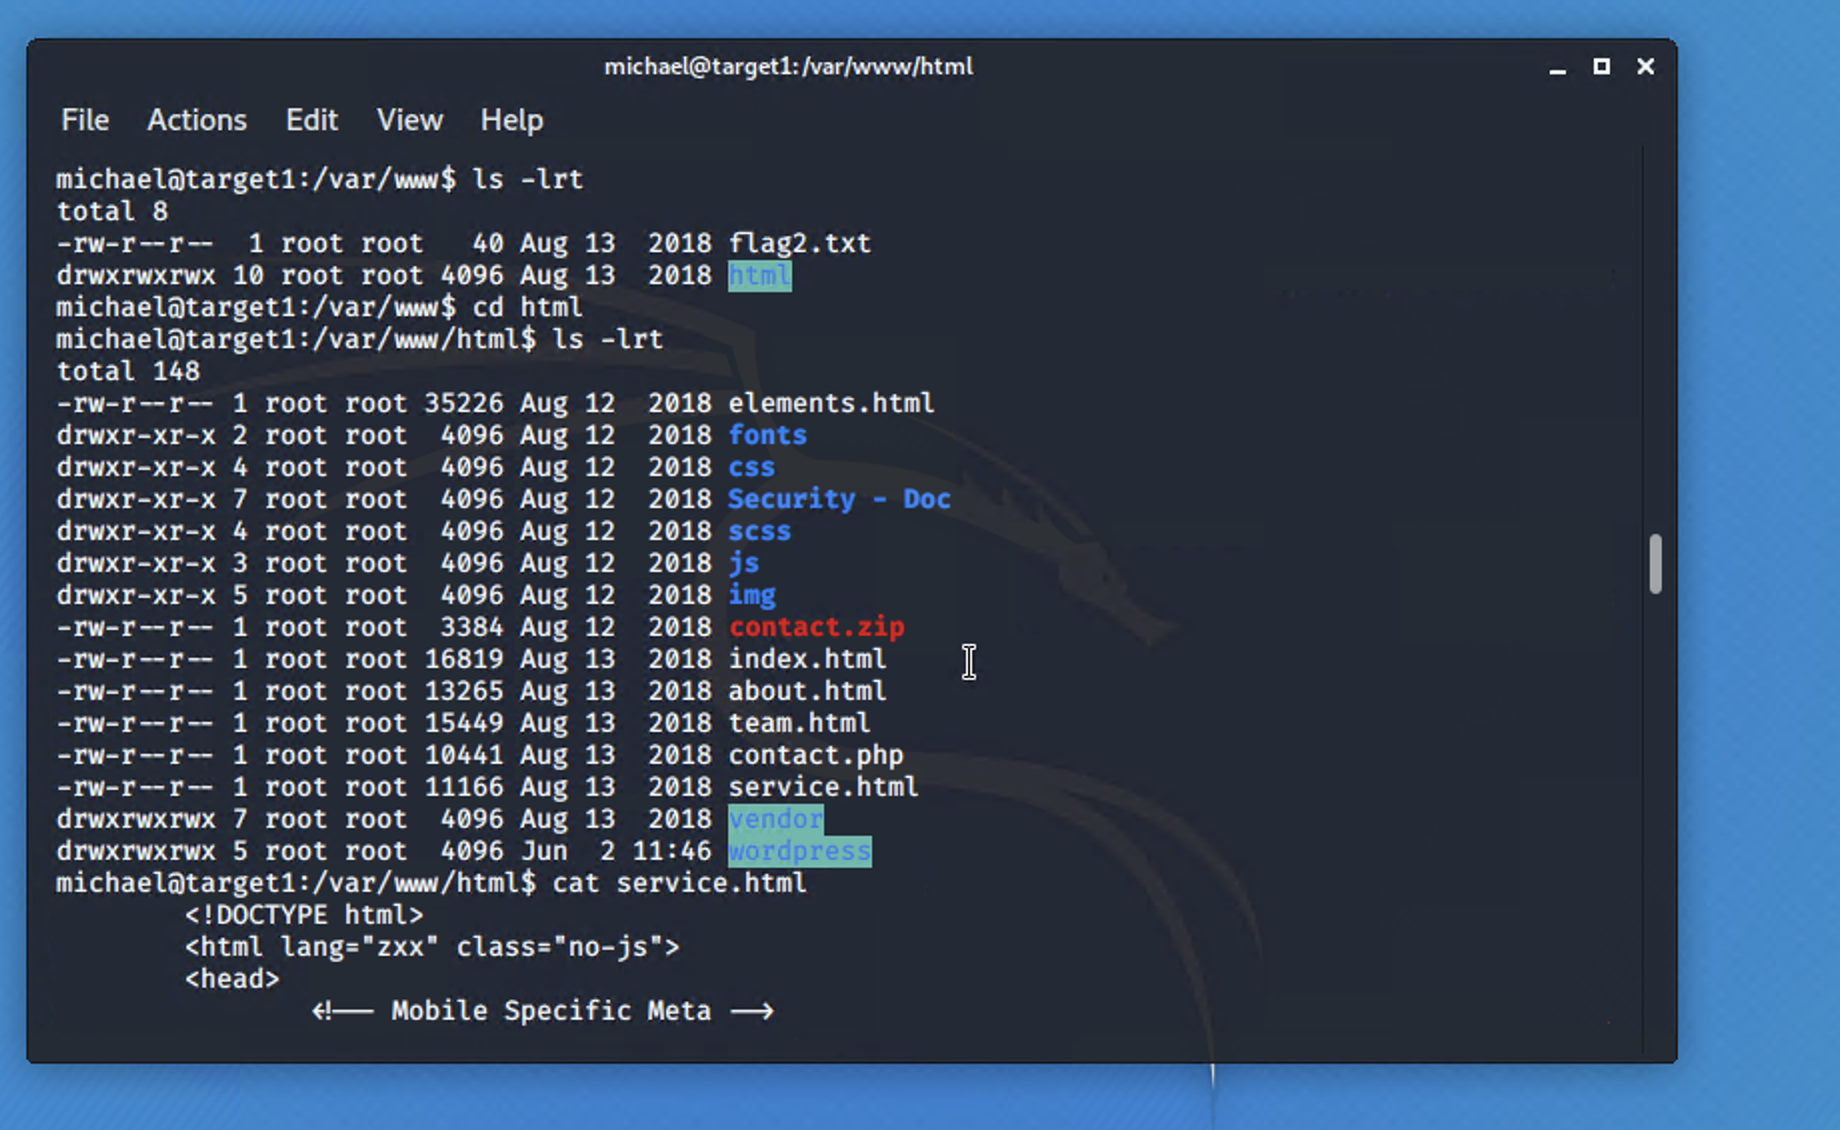 michael@target1:/var/www/html
File Actions Edit View Help
michael@target1:/var/www$ ls -lrt
total 8
-rw-r--r--  1 root root   40 Aug 13  2018 flag2.txt
drwxrwxrwx 10 root root 4096 Aug 13  2018 html
michael@target1:/var/www$ cd html
michael@target1:/var/www/html$ ls -lrt
total 148
-rw-r--r-- 1 root root 35226 Aug 12  2018 elements.html
drwxr-xr-x 2 root root  4096 Aug 12  2018 fonts
drwxr-xr-x 4 root root  4096 Aug 12  2018 css
drwxr-xr-x 7 root root  4096 Aug 12  2018 Security - Doc
drwxr-xr-x 4 root root  4096 Aug 12  2018 scss
drwxr-xr-x 3 root root  4096 Aug 12  2018 js
drwxr-xr-x 5 root root  4096 Aug 12  2018 img
-rw-r--r-- 1 root root  3384 Aug 12  2018 contact.zip
-rw-r--r-- 1 root root 16819 Aug 13  2018 index.html
-rw-r--r-- 1 root root 13265 Aug 13  2018 about.html
-rw-r--r-- 1 root root 15449 Aug 13  2018 team.html
-rw-r--r-- 1 root root 10441 Aug 13  2018 contact.php
-rw-r--r-- 1 root root 11166 Aug 13  2018 service.html
drwxrwxrwx 7 root root  4096 Aug 13  2018 vendor
drwxrwxrwx 5 root root  4096 Jun  2 11:46 wordpress
michael@target1:/var/www/html$ cat service.html
<!DOCTYPE html>
<html lang="zxx" class="no-js">
<head>
<!-- Mobile Specific Meta -->